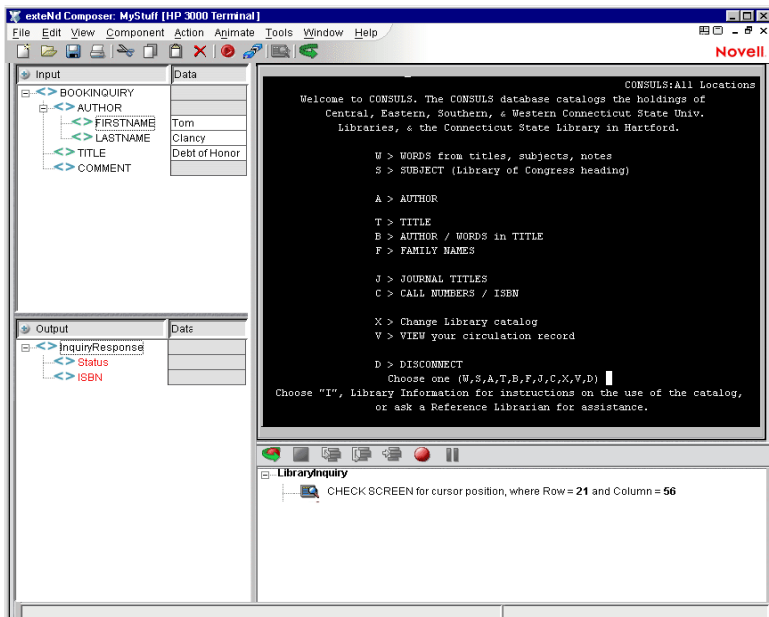 exteNd Composer: MyStuff [HP 3000 Terminal]
File Edit View Component Action Animate Tools Window Help
Novell
Input Data
BOOKINQUIRY
AUTHOR
FIRSTNAME Tom
LASTNAME Clancy
TITLE Debt of Honor
COMMENT
Output Data
InquiryResponse
Status
ISBN
CONSULS:All Locations
Welcome to CONSULS. The CONSULS database catalogs the holdings of
Central, Eastern, Southern, & Western Connecticut State Univ.
Libraries, & the Connecticut State Library in Hartford.
W > WORDS from titles, subjects, notes
S > SUBJECT (Library of Congress heading)
A > AUTHOR
T > TITLE
B > AUTHOR / WORDS in TITLE
F > FAMILY NAMES
J > JOURNAL TITLES
C > CALL NUMBERS / ISBN
X > Change Library catalog
V > VIEW your circulation record
D > DISCONNECT
Choose one (W,S,A,T,B,F,J,C,X,V,D)
Choose "I", Library Information for instructions on the use of the catalog,
or ask a Reference Librarian for assistance.
LibraryInquiry
CHECK SCREEN for cursor position, where Row = 21 and Column = 56